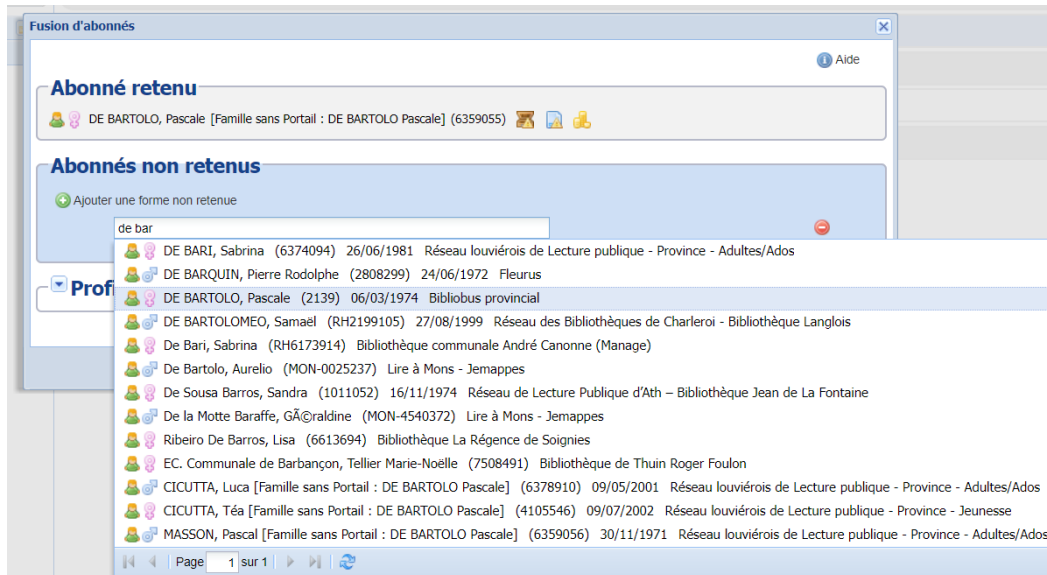 Fusion d'abonnés
Aide
Abonné retenu
DE BARTOLO, Pascale [Famille sans Portail : DE BARTOLO Pascale] (6359055)
Abonnés non retenus
Ajouter une forme non retenue
de bar
DE BARI, Sabrina (6374094) 26/06/1981 Réseau louviérois de Lecture publique - Province - Adultes/Ados
DE BARQUIN, Pierre Rodolphe (2808299) 24/06/1972 Fleurus
Profi
DE BARTOLO, Pascale (2139) 06/03/1974 Bibliobus provincial
DE BARTOLOMEO, Samaël (RH2199105) 27/08/1999 Réseau des Bibliothèques de Charleroi - Bibliothèque Langlois
De Bari, Sabrina (RH6173914) Bibliothèque communale André Canonne (Manage)
De Bartolo, Aurelio (MON-0025237) Lire à Mons - Jemappes
De Sousa Barros, Sandra (1011052) 16/11/1974 Réseau de Lecture Publique d'Ath – Bibliothèque Jean de La Fontaine
De la Motte Baraffe, GÃ©raldine (MON-4540372) Lire à Mons - Jemappes
Ribeiro De Barros, Lisa (6613694) Bibliothèque La Régence de Soignies
EC. Communale de Barbançon, Tellier Marie-Noëlle (7508491) Bibliothèque de Thuin Roger Foulon
CICUTTA, Luca [Famille sans Portail : DE BARTOLO Pascale] (6378910) 09/05/2001 Réseau louviérois de Lecture publique - Province - Adultes/Ados
CICUTTA, Téa [Famille sans Portail : DE BARTOLO Pascale] (4105546) 09/07/2002 Réseau louviérois de Lecture publique - Province - Jeunesse
MASSON, Pascal [Famille sans Portail : DE BARTOLO Pascale] (6359056) 30/11/1971 Réseau louviérois de Lecture publique - Province - Adultes/Ados
Page 1 sur 1